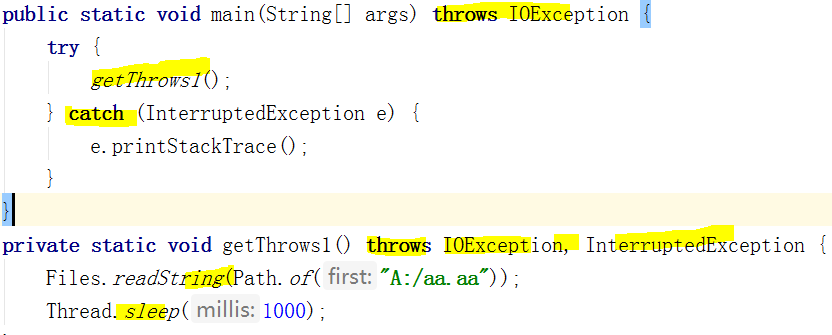 public static void main(String[] args) throws IOException {
    try {
        getThrows1();
    } catch (InterruptedException e) {
        e.printStackTrace();
    }
}
private static void getThrows1() throws IOException, InterruptedException {
    Files.readString(Path.of( first: "A:/aa.aa"));
    Thread.sleep( millis: 1000);